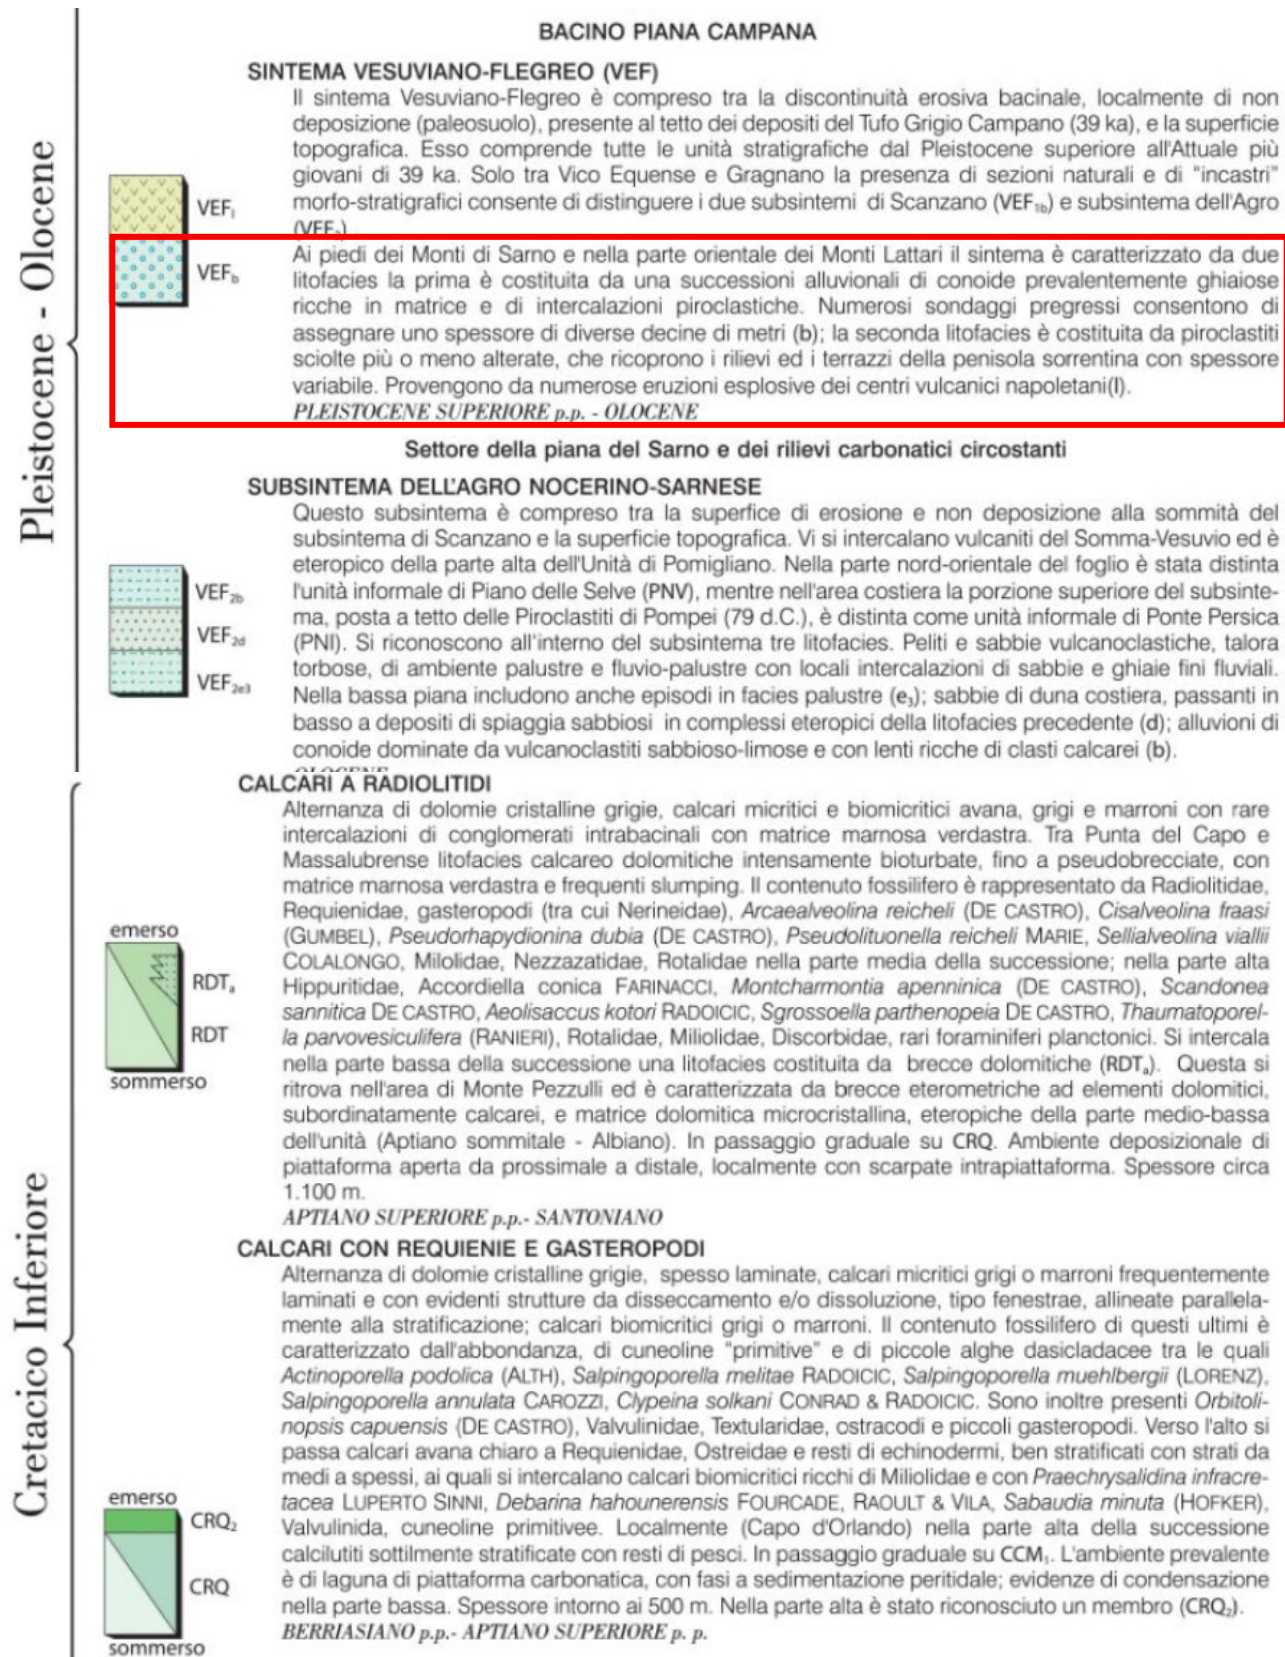 BACINO PIANA CAMPANA
Pleistocene - Olocene
SINTEMA VESUVIANO-FLEGREO (VEF)
Il sintema Vesuviano-Flegreo è compreso tra la discontinuità erosiva bacinale, localmente di non
deposizione (paleosuolo), presente al tetto dei depositi del Tufo Grigio Campano (39 ka), e la superficie
topografica. Esso comprende tutte le unità stratigrafiche dal Pleistocene superiore all'Attuale più
giovani di 39 ka. Solo tra Vico Equense e Gragnano la presenza di sezioni naturali e di "incastri"
morfo-stratigrafici consente di distinguere i due subsintemi di Scanzano (VEF1b) e subsintema dell'Agro
(VEF2).
VEFl
VEFb
Ai piedi dei Monti di Sarno e nella parte orientale dei Monti Lattari il sintema è caratterizzato da due
litofacies la prima è costituita da una successioni alluvionali di conoide prevalentemente ghiaiose
ricche in matrice e di intercalazioni piroclastiche. Numerosi sondaggi pregressi consentono di
assegnare uno spessore di diverse decine di metri (b); la seconda litofacies è costituita da piroclastiti
sciolte più o meno alterate, che ricoprono i rilievi ed i terrazzi della penisola sorrentina con spessore
variabile. Provengono da numerose eruzioni esplosive dei centri vulcanici napoletani(l).
PLEISTOCENE SUPERIORE p.p. - OLOCENE
Settore della piana del Sarno e dei rilievi carbonatici circostanti
SUBSINTEMA DELL'AGRO NOCERINO-SARNESE
Questo subsintema è compreso tra la superfice di erosione e non deposizione alla sommità del
subsintema di Scanzano e la superficie topografica. Vi si intercalano vulcaniti del Somma-Vesuvio ed è
eteropico della parte alta dell'Unità di Pomigliano. Nella parte nord-orientale del foglio è stata distinta
l'unità informale di Piano delle Selve (PNV), mentre nell'area costiera la porzione superiore del subsinte-
ma, posta a tetto delle Piroclastiti di Pompei (79 d.C.), è distinta come unità informale di Ponte Persica
(PNI). Si riconoscono all'interno del subsintema tre litofacies. Peliti e sabbie vulcanoclastiche, talora
torbose, di ambiente palustre e fluvio-palustre con locali intercalazioni di sabbie e ghiaie fini fluviali.
Nella bassa piana includono anche episodi in facies palustre (e3); sabbie di duna costiera, passanti in
basso a depositi di spiaggia sabbiosi in complessi eteropici della litofacies precedente (d); alluvioni di
conoide dominate da vulcanoclastiti sabbioso-limose e con lenti ricche di clasti calcarei (b).
OLOCENE
VEF2b
VEF2d
VEF2e3
Cretacico Inferiore
CALCARI A RADIOLITIDI
Alternanza di dolomie cristalline grigie, calcari micritici e biomicritici avana, grigi e marroni con rare
intercalazioni di conglomerati intrabacinali con matrice marnosa verdastra. Tra Punta del Capo e
Massalubrense litofacies calcareo dolomitiche intensamente bioturbate, fino a pseudobrecciate, con
matrice marnosa verdastra e frequenti slumping. Il contenuto fossilifero è rappresentato da Radiolitidae,
Requienidae, gasteropodi (tra cui Nerineidae), Arcaealveolina reicheli (DE CASTRO), Cisalveolina fraasi
(GUMBEL), Pseudorhapydionina dubia (DE CASTRO), Pseudolituonella reicheli MARIE, Sellialveolina viallii
COLALONGO, Milolidae, Nezzazatidae, Rotalidae nella parte media della successione; nella parte alta
Hippuritidae, Accordiella conica FARINACCI, Montcharmontia apenninica (DE CASTRO), Scandonea
sannitica DE CASTRO, Aeolisaccus kotori RADOICIC, Sgrossoella parthenopeia DE CASTRO, Thaumatoporel-
la parvovesiculifera (RANIERI), Rotalidae, Miliolidae, Discorbidae, rari foraminiferi planctonici. Si intercala
nella parte bassa della successione una litofacies costituita da brecce dolomitiche (RDTa). Questa si
ritrova nell'area di Monte Pezzulli ed è caratterizzata da brecce eterometriche ad elementi dolomitici,
subordinatamente calcarei, e matrice dolomitica microcristallina, eteropiche della parte medio-bassa
dell'unità (Aptiano sommitale - Albiano). In passaggio graduale su CRQ. Ambiente deposizionale di
piattaforma aperta da prossimale a distale, localmente con scarpate intrapiattaforma. Spessore circa
1.100 m.
APTIANO SUPERIORE p.p.- SANTONIANO
emerso
RDTa
RDT
sommerso
CALCARI CON REQUIENIE E GASTEROPODI
Alternanza di dolomie cristalline grigie, spesso laminate, calcari micritici grigi o marroni frequentemente
laminati e con evidenti strutture da disseccamento e/o dissoluzione, tipo fenestrae, allineate parallela-
mente alla stratificazione; calcari biomicritici grigi o marroni. Il contenuto fossilifero di questi ultimi è
caratterizzato dall'abbondanza, di cuneoline "primitive" e di piccole alghe dasicladacee tra le quali
Actinoporella podolica (ALTH), Salpingoporella melitae RADOICIC, Salpingoporella muehlbergii (LORENZ),
Salpingoporella annulata CAROZZI, Clypeina solkani CONRAD & RADOICIC. Sono inoltre presenti Orbitoli-
nopsis capuensis (DE CASTRO), Valvulinidae, Textularidae, ostracodi e piccoli gasteropodi. Verso l'alto si
passa calcari avana chiaro a Requienidae, Ostreidae e resti di echinodermi, ben stratificati con strati da
medi a spessi, ai quali si intercalano calcari biomicritici ricchi di Miliolidae e con Praechrysalidina infracre-
tacea LUPERTO SINNI, Debarina hahounerensis FOURCADE, RAOULT & VILA, Sabaudia minuta (HOFKER),
Valvulinida, cuneoline primitivee. Localmente (Capo d'Orlando) nella parte alta della successione
calcilutiti sottilmente stratificate con resti di pesci. In passaggio graduale su CCM1. L'ambiente prevalente
è di laguna di piattaforma carbonatica, con fasi a sedimentazione peritidale; evidenze di condensazione
nella parte bassa. Spessore intorno ai 500 m. Nella parte alta è stato riconosciuto un membro (CRQ2).
BERRIASIANO p.p.- APTIANO SUPERIORE p. p.
emerso
CRQ2
CRQ
sommerso